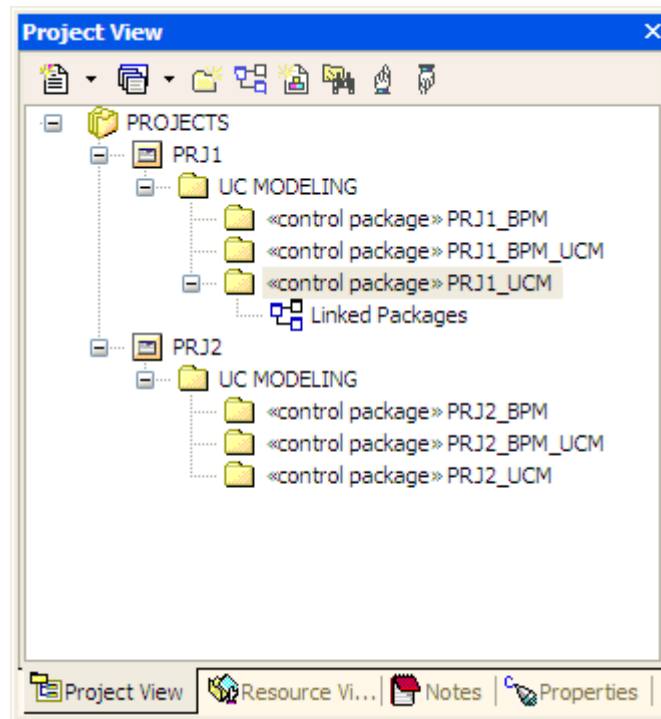 Project View
PROJECTS
PRJ1
UC MODELING
«control package» PRJ1_BPM
«control package» PRJ1_BPM_UCM
«control package» PRJ1_UCM
Linked Packages
PRJ2
UC MODELING
«control package» PRJ2_BPM
«control package» PRJ2_BPM_UCM
«control package» PRJ2_UCM
Project View Resource Vi... Notes Properties